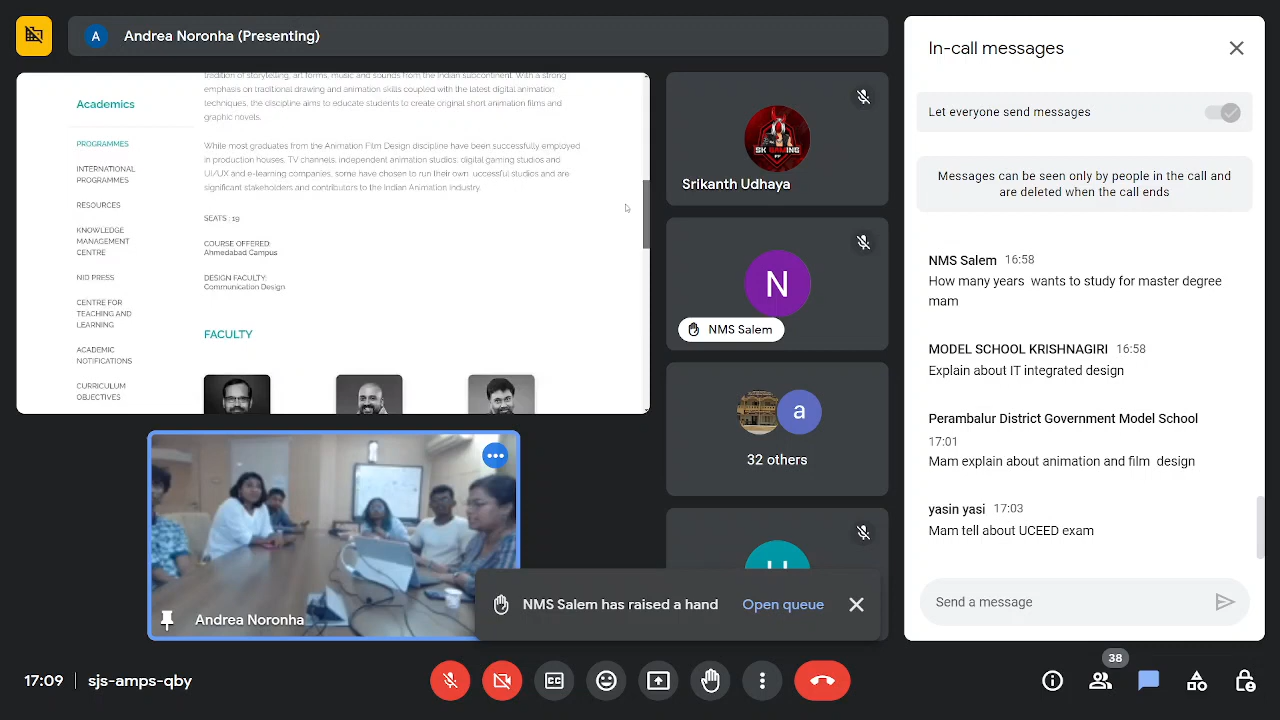 A Andrea Noronha (Presenting)
tradition of storytelling, art forms, music and sounds from the Indian subcontinent. With a strong
emphasis on traditional drawing and animation skills coupled with the latest digital animation
techniques, the discipline aims to educate students to create original short animation films and
graphic novels.
While most graduates from the Animation Film Design discipline have been successfully employed
in production houses, TV channels, independent animation studios, digital gaming studios and
UI/UX and e-learning companies, some have chosen to run their own uccessful studios and are
significant stakeholders and contributors to the Indian Animation Industry.
SEATS : 19
COURSE OFFERED:
Ahmedabad Campus
DESIGN FACULTY:
Communication Design
FACULTY
Academics
PROGRAMMES
INTERNATIONAL
PROGRAMMES
RESOURCES
KNOWLEDGE
MANAGEMENT
CENTRE
NID PRESS
CENTRE FOR
TEACHING AND
LEARNING
ACADEMIC
NOTIFICATIONS
CURRICULUM
OBJECTIVES
SK GAMING
Srikanth Udhaya
N
NMS Salem
a
32 others
Andrea Noronha
NMS Salem has raised a hand Open queue
In-call messages
Let everyone send messages
Messages can be seen only by people in the call and
are deleted when the call ends
NMS Salem 16:58
How many years wants to study for master degree
mam
MODEL SCHOOL KRISHNAGIRI 16:58
Explain about IT integrated design
Perambalur District Government Model School
17:01
Mam explain about animation and film design
yasin yasi 17:03
Mam tell about UCEED exam
Send a message
17:09 | sjs-amps-qby
38